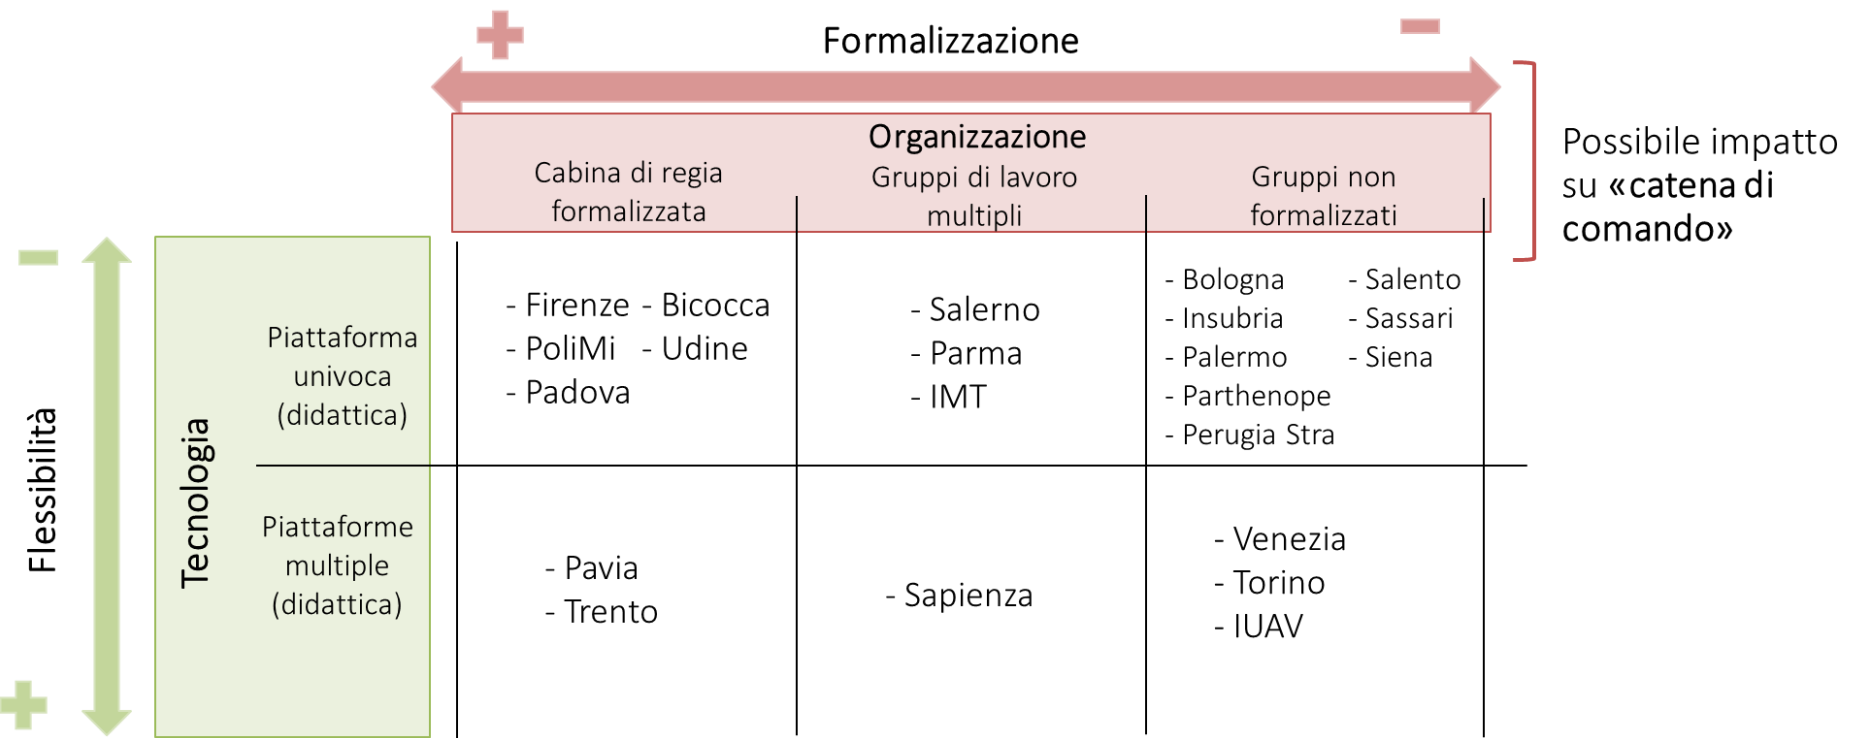 Formalizzazione
Organizzazione
Cabina di regia
formalizzata
Gruppi di lavoro
multipli
Gruppi non
formalizzati
Possibile impatto
su «catena di
comando»
Flessibilità
Tecnologia
Piattaforma
univoca
(didattica)
- Firenze - Bicocca
- PoliMi - Udine
- Padova
- Salerno
- Parma
- IMT
- Bologna - Salento
- Insubria - Sassari
- Palermo - Siena
- Parthenope
- Perugia Stra
Piattaforme
multiple
(didattica)
- Pavia
- Trento
- Sapienza
- Venezia
- Torino
- IUAV